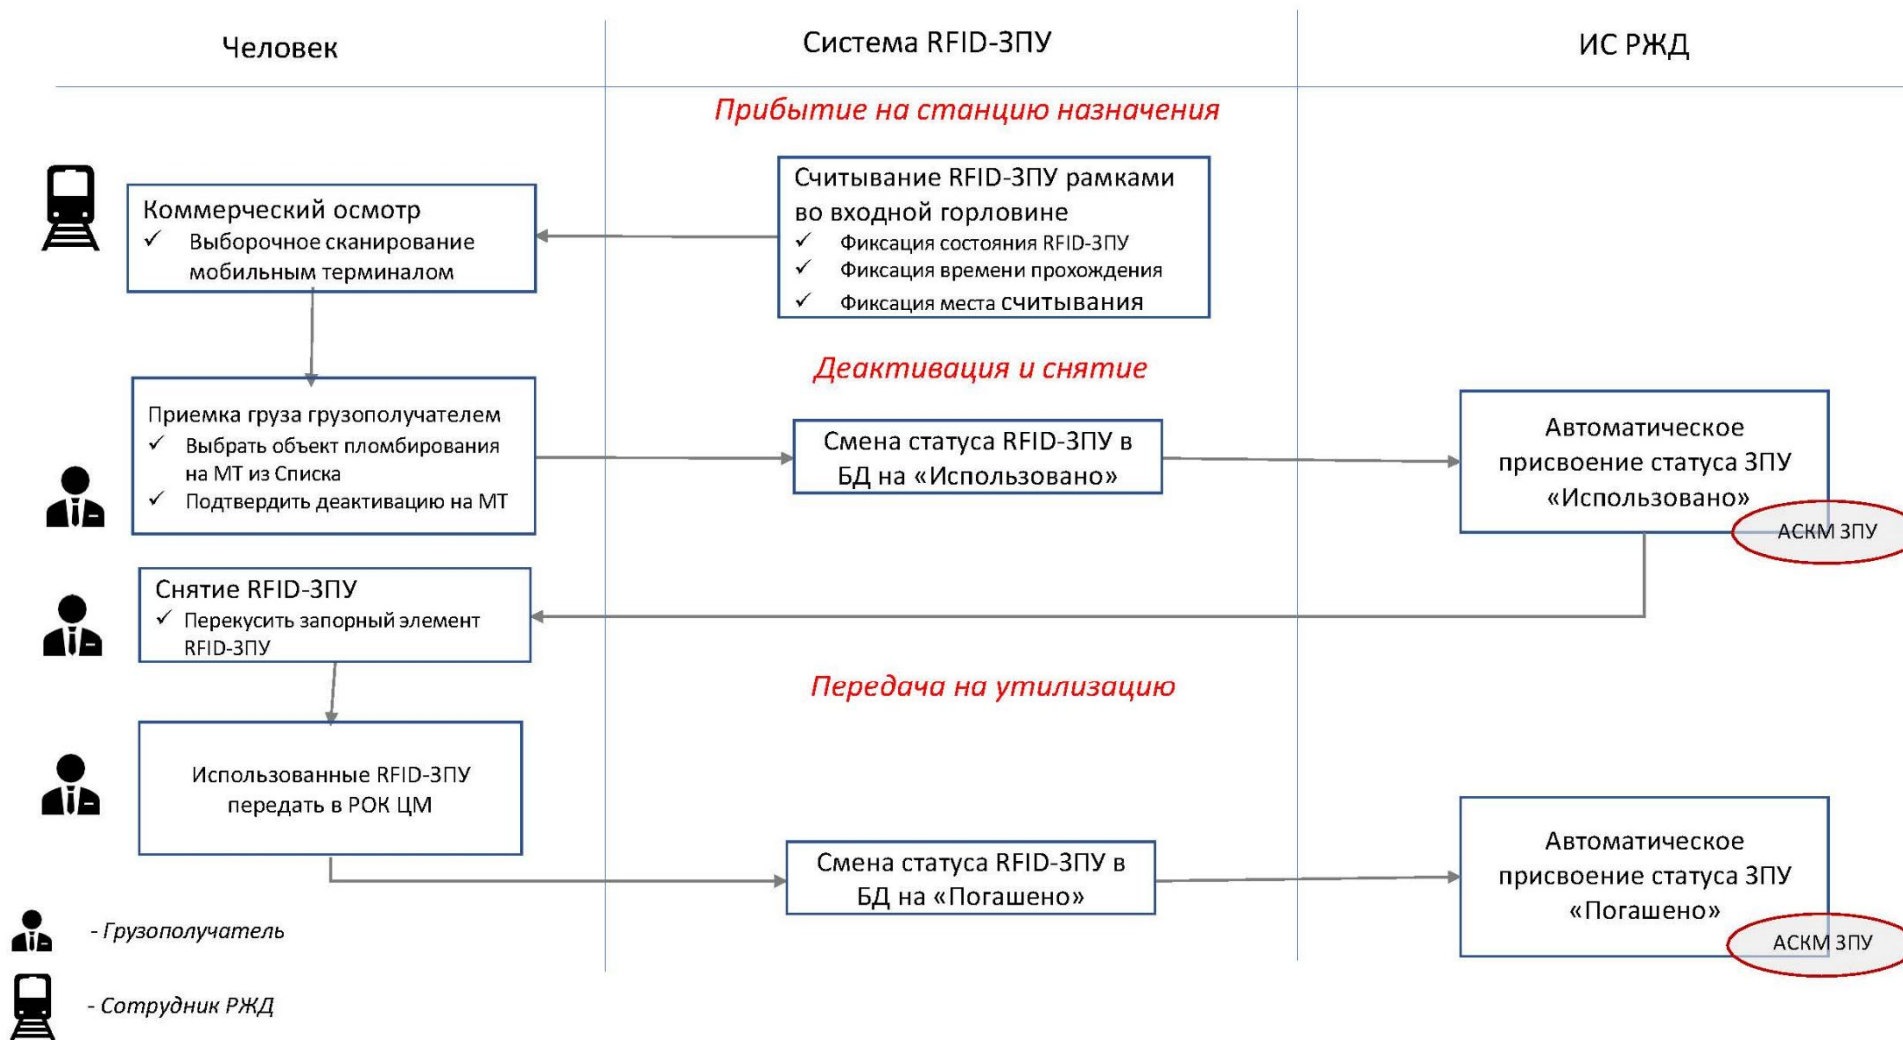 Человек
Система RFID-ЗПУ
ИС РЖД
Прибытие на станцию назначения
Считывание RFID-ЗПУ рамками
во входной горловине
✓ Фиксация состояния RFID-ЗПУ
✓ Фиксация времени прохождения
✓ Фиксация места считывания
Коммерческий осмотр
✓ Выборочное сканирование
мобильным терминалом
Деактивация и снятие
Приемка груза грузополучателем
✓ Выбрать объект пломбирования
на МТ из Списка
✓ Подтвердить деактивацию на МТ
Смена статуса RFID-ЗПУ в
БД на «Использовано»
Автоматическое
присвоение статуса ЗПУ
«Использовано»
АСКМ ЗПУ
Снятие RFID-ЗПУ
✓ Перекусить запорный элемент
RFID-ЗПУ
Передача на утилизацию
Использованные RFID-ЗПУ
передать в РОК ЦМ
Смена статуса RFID-ЗПУ в
БД на «Погашено»
Автоматическое
присвоение статуса ЗПУ
«Погашено»
АСКМ ЗПУ
- Грузополучатель
- Сотрудник РЖД